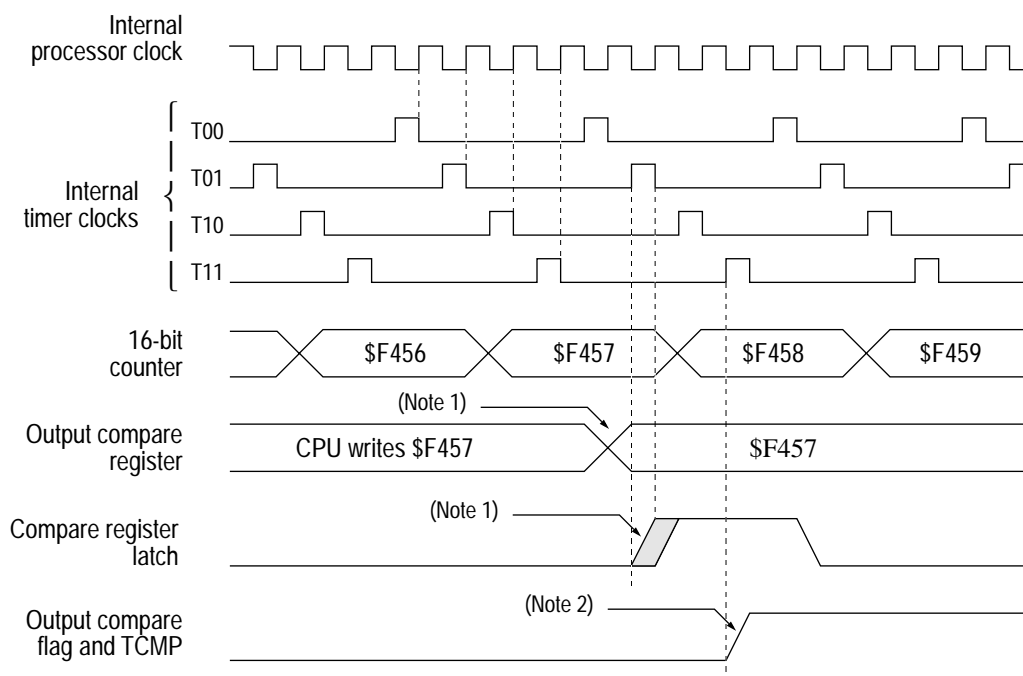 Internal
processor clock
T00
T01
Internal
timer clocks
T10
T11
16-bit
counter
$F456
$F457
$F458
$F459
(Note 1)
Output compare
register
CPU writes $F457
$F457
(Note 1)
Compare register
latch
(Note 2)
Output compare
flag and TCMP